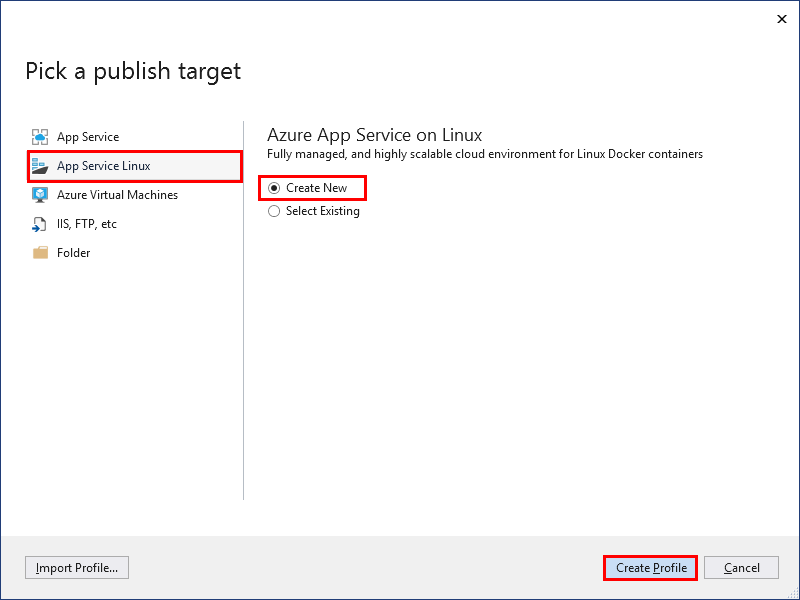 Pick a publish target
App Service
App Service Linux
Azure Virtual Machines
IIS, FTP, etc
Folder
Azure App Service on Linux
Fully managed, and highly scalable cloud environment for Linux Docker containers
Create New
Select Existing
Import Profile...
Create Profile
Cancel